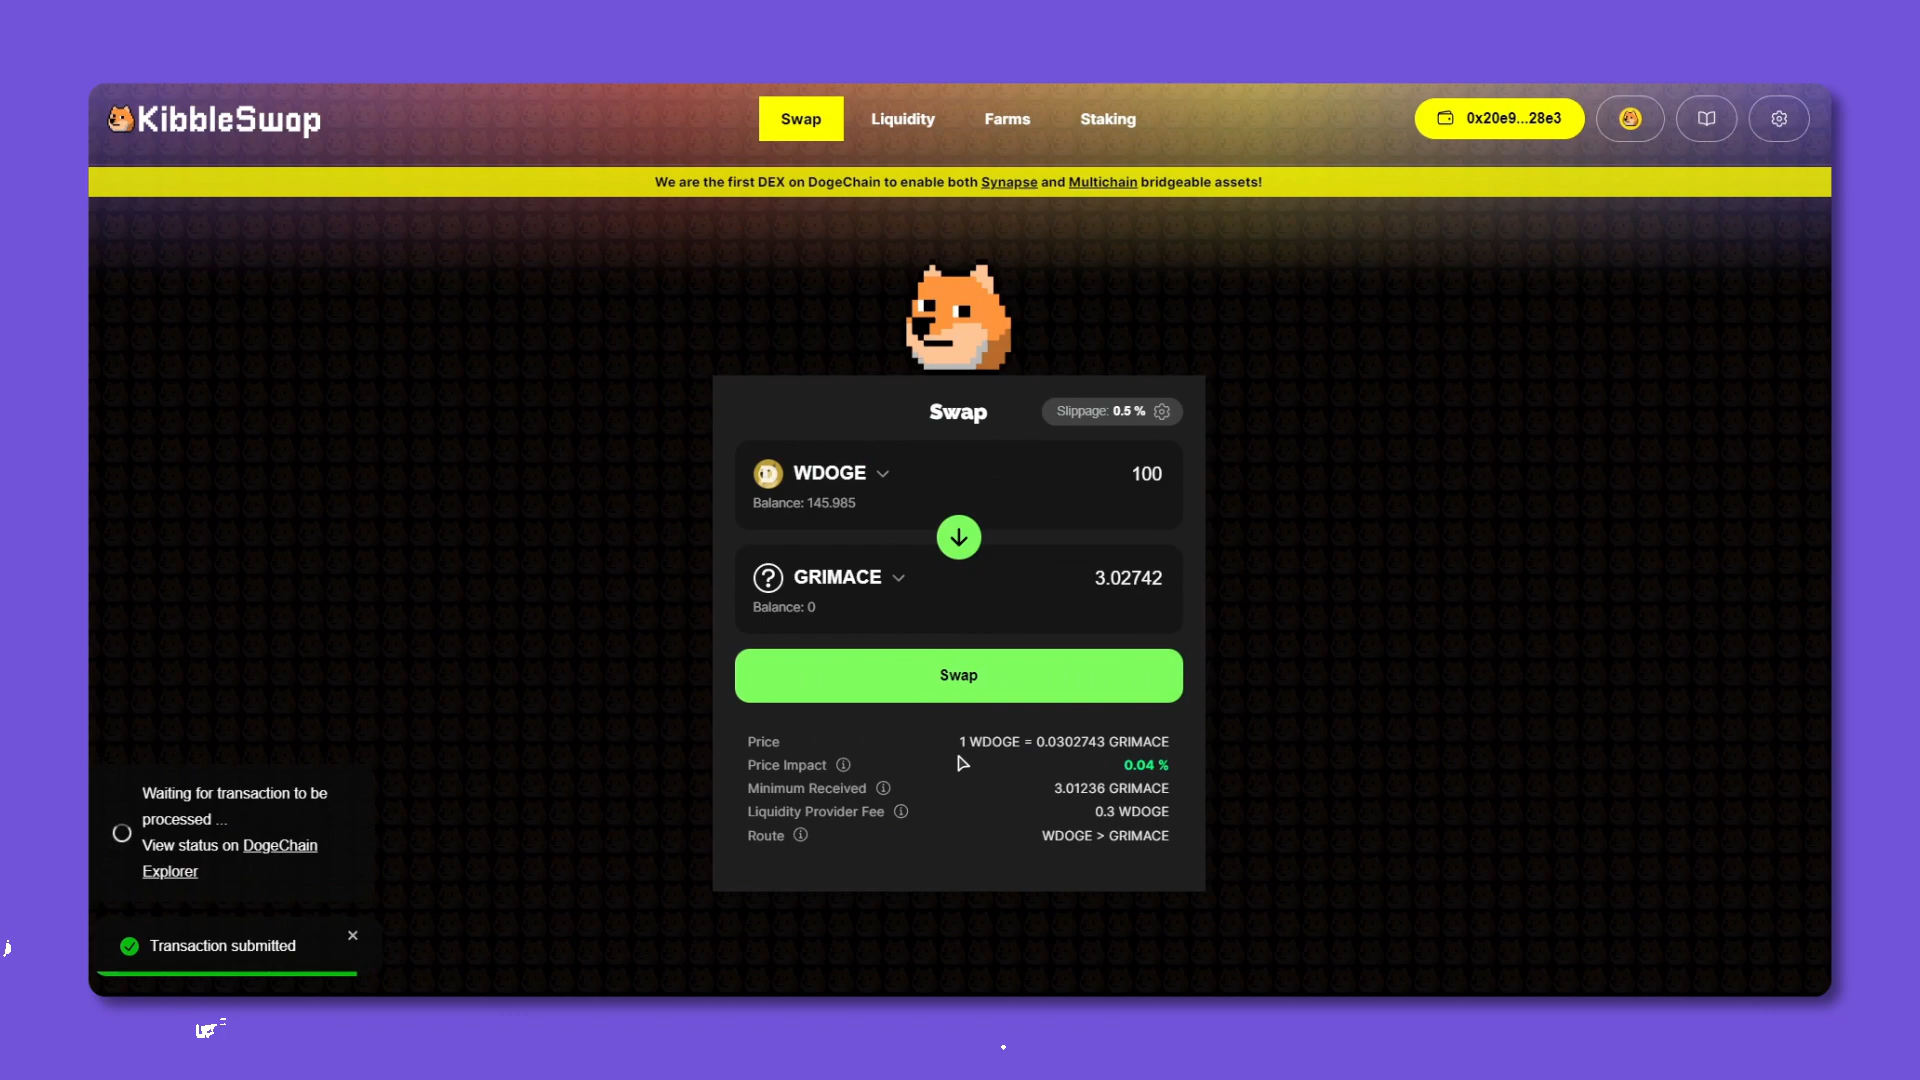 KibbleSwap
Swap
Liquidity
Farms
Staking
0x20e9...28e3
We are the first DEX on DogeChain to enable both Synapse and Multichain bridgeable assets!
Swap
Slippage: 0.5 %
WDOGE
100
Balance: 145.985
GRIMACE
3.02742
Balance: 0
Swap
Price
1 WDOGE = 0.0302743 GRIMACE
Price Impact
0.04 %
Minimum Received
3.01236 GRIMACE
Liquidity Provider Fee
0.3 WDOGE
Route
WDOGE > GRIMACE
Waiting for transaction to be
processed ...
View status on DogeChain
Explorer
Transaction submitted